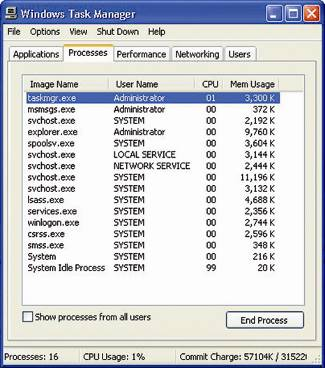 Windows Task Manager
File Options View Shut Down Help
Applications Processes Performance Networking Users
Image Name User Name CPU Mem Usage
taskmgr.exe Administrator 01 3,300 K
msmsgs.exe Administrator 00 372 K
svchost.exe SYSTEM 00 2,192 K
explorer.exe Administrator 00 9,760 K
spoolsv.exe SYSTEM 00 3,604 K
svchost.exe LOCAL SERVICE 00 3,144 K
svchost.exe NETWORK SERVICE 00 2,444 K
svchost.exe SYSTEM 00 11,196 K
svchost.exe SYSTEM 00 3,132 K
lsass.exe SYSTEM 00 4,688 K
services.exe SYSTEM 00 2,356 K
winlogon.exe SYSTEM 00 2,744 K
csrss.exe SYSTEM 00 2,596 K
smss.exe SYSTEM 00 348 K
System SYSTEM 00 216 K
System Idle Process SYSTEM 99 20 K
Show processes from all users End Process
Processes: 16 CPU Usage: 1% Commit Charge: 57104K /